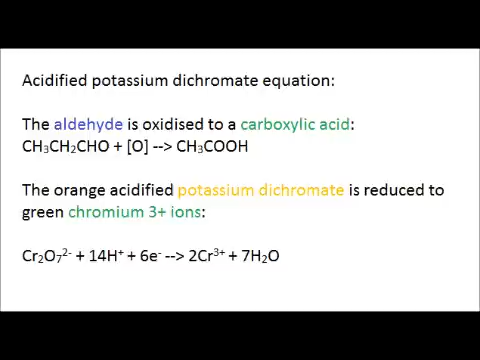 Acidified potassium dichromate equation:
The aldehyde is oxidised to a carboxylic acid:
CH₃CH₂CHO + [O] --> CH₃COOH
The orange acidified potassium dichromate is reduced to
green chromium 3+ ions:
Cr₂O₇²⁻ + 14H⁺ + 6e⁻ --> 2Cr³⁺ + 7H₂O